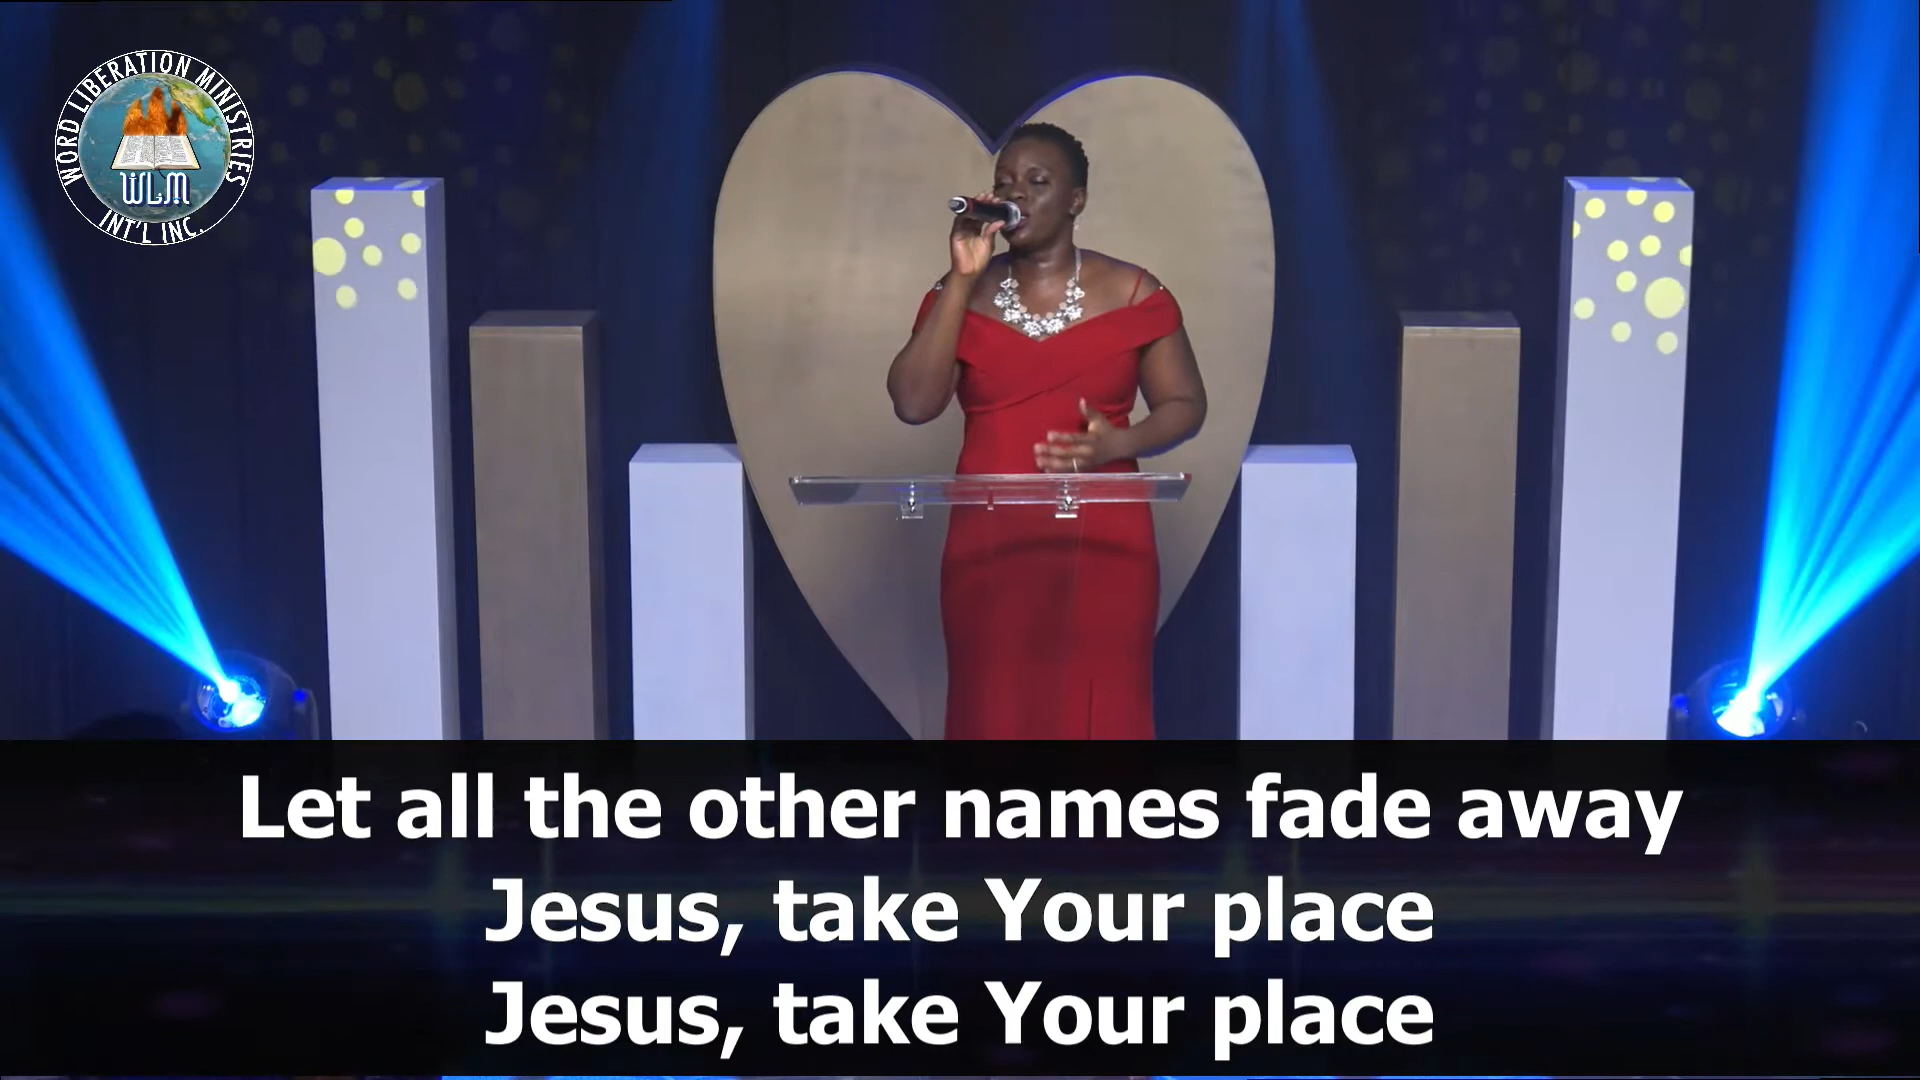 WORD LIBERATION MINISTRIES
WLM
INT'L INC.
Let all the other names fade away
Jesus, take Your place
Jesus, take Your place